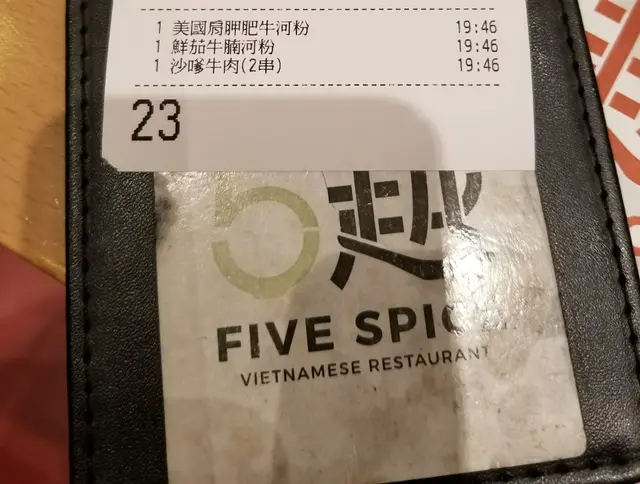 1 美國肩胛肥牛河粉 19:46
1 鮮茄牛腩河粉 19:46
1 沙嗲牛肉(2串) 19:46
23
FIVE SPIC
VIETNAMESE RESTAURANT